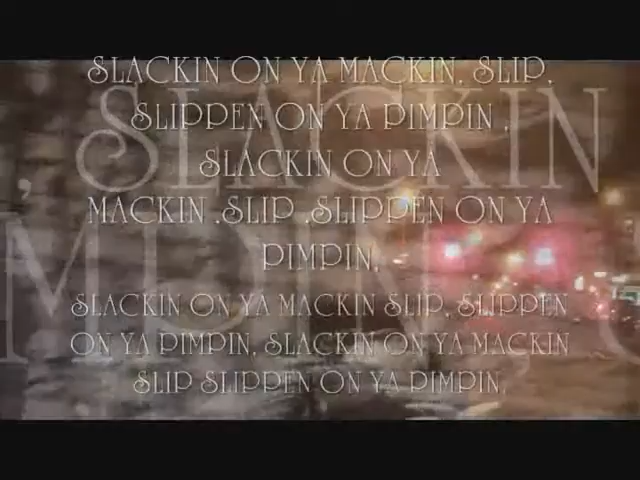 SLACKIN ON YA MACKIN, SLIP,
SLIPPEN ON YA PIMPIN ,
SLACKIN ON YA
MACKIN ,SLIP ,SLIPPEN ON YA
PIMPIN,
SLACKIN ON YA MACKIN SLIP, SLIPPEN
ON YA PIMPIN, SLACKIN ON YA MACKIN
SLIP SLIPPEN ON YA PIMPIN,
SLACKIN